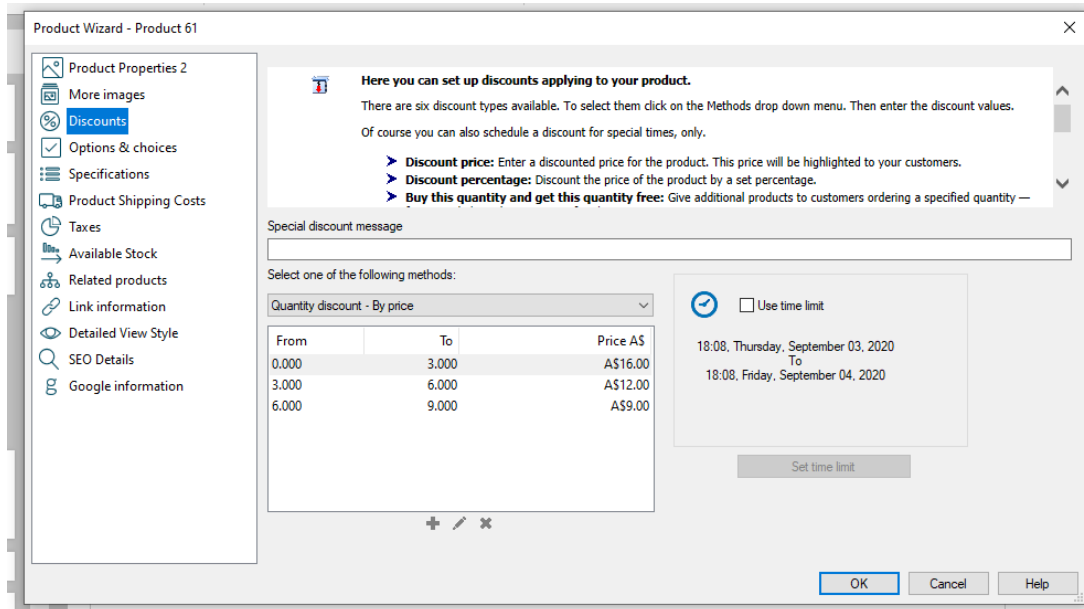 Product Wizard - Product 61
Product Properties 2
More images
Discounts
Options & choices
Specifications
Product Shipping Costs
Taxes
Available Stock
Related products
Link information
Detailed View Style
SEO Details
Google information
Here you can set up discounts applying to your product.
There are six discount types available. To select them click on the Methods drop down menu. Then enter the discount values.
Of course you can also schedule a discount for special times, only.
Discount price: Enter a discounted price for the product. This price will be highlighted to your customers.
Discount percentage: Discount the price of the product by a set percentage.
Buy this quantity and get this quantity free: Give additional products to customers ordering a specified quantity —
Special discount message
Select one of the following methods:
Quantity discount - By price
From To Price A$
0.000 3.000 A$16.00
3.000 6.000 A$12.00
6.000 9.000 A$9.00
Use time limit
18:08, Thursday, September 03, 2020
To
18:08, Friday, September 04, 2020
Set time limit
OK Cancel Help